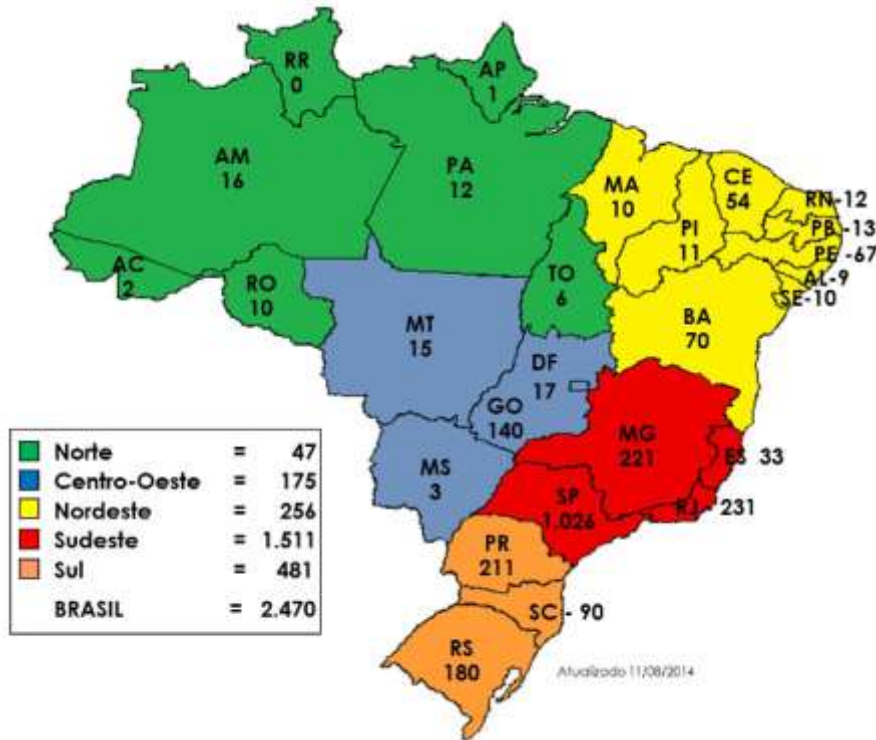 RR
0
AP
1
AM
16
PA
12
MA
10
CE
54
RN-12
PB -13
PI
11
PE -67
AL-9
SE-10
AC
2
RO
10
TO
6
BA
70
MT
15
DF
17
GO
140
MG
221
ES 33
MS
3
SP
1.026
RJ - 231
PR
211
SC - 90
RS
180
Norte = 47
Centro-Oeste = 175
Nordeste = 256
Sudeste = 1.511
Sul = 481
BRASIL = 2.470
Atualizado 11/08/2014